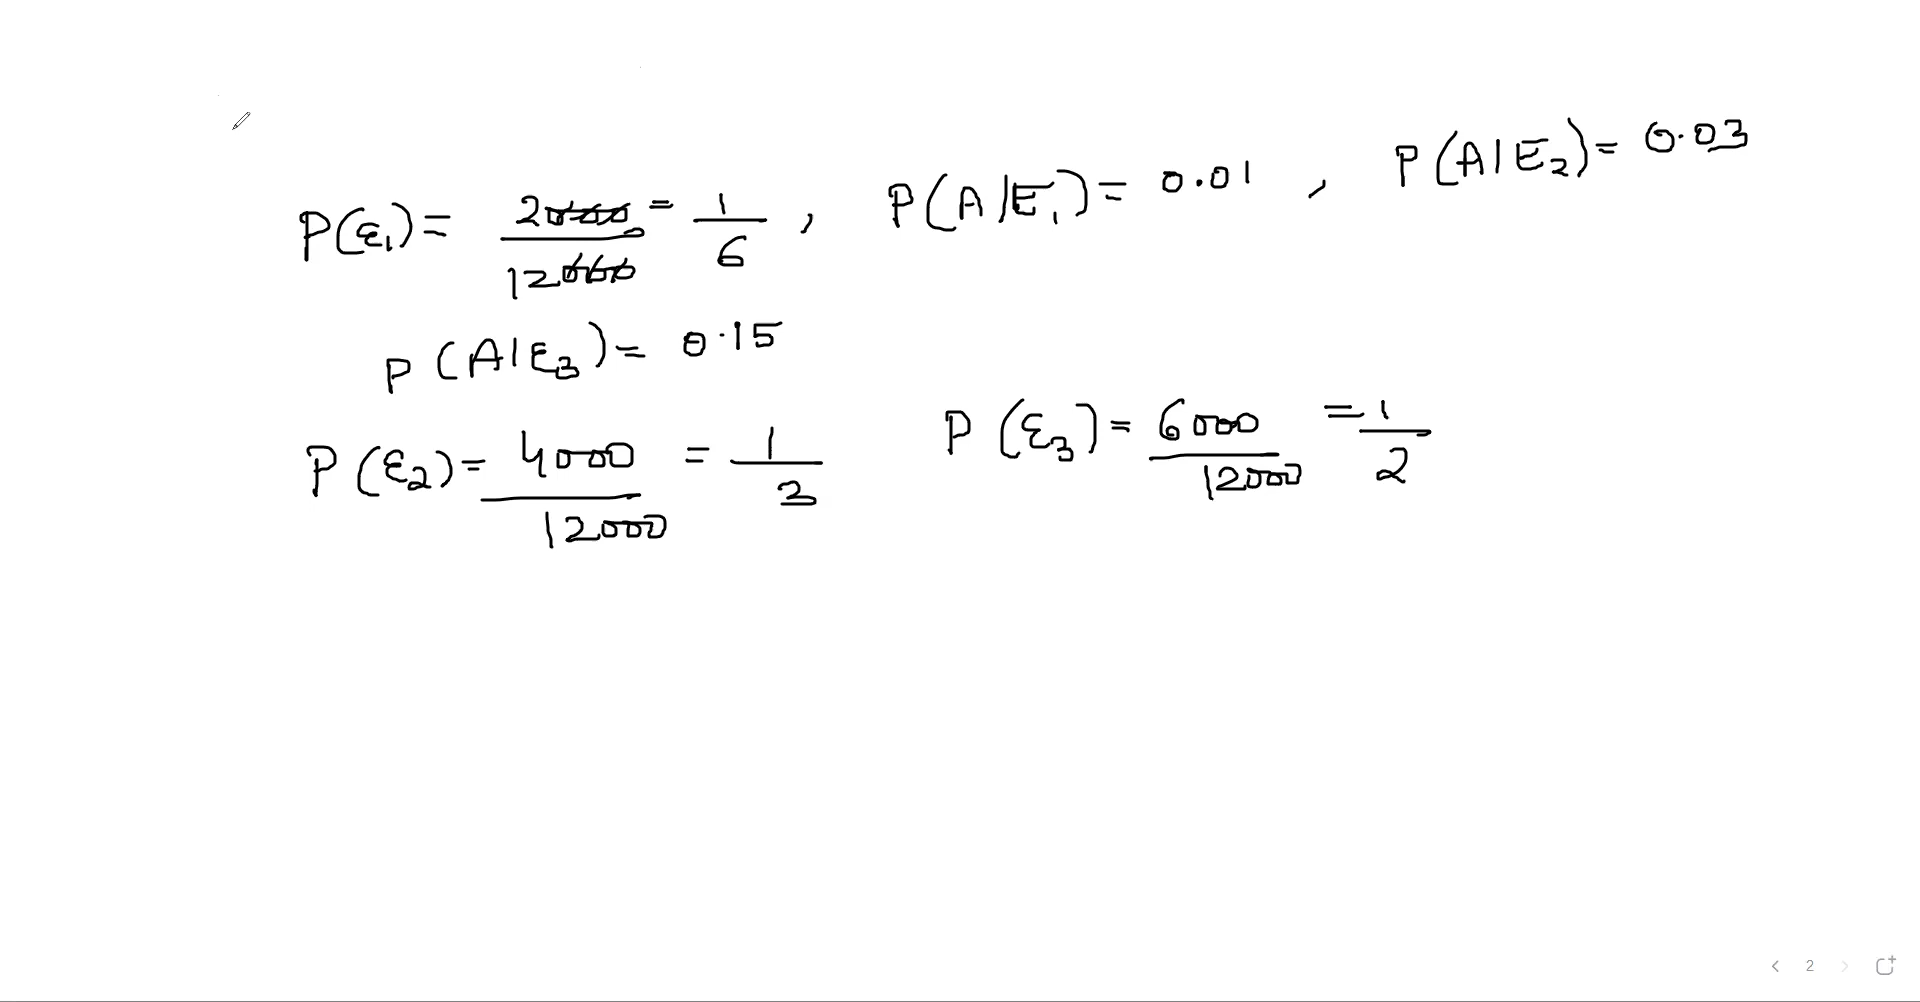 P(E₁) = 2000/12000 = 1/6 , P(A|E₁) = 0.01 , P(A|E₂) = 0.03
P(A|E₃) = 0.15
P(E₂) = 4000/12000 = 1/3 P(E₃) = 6000/12000 = 1/2
2